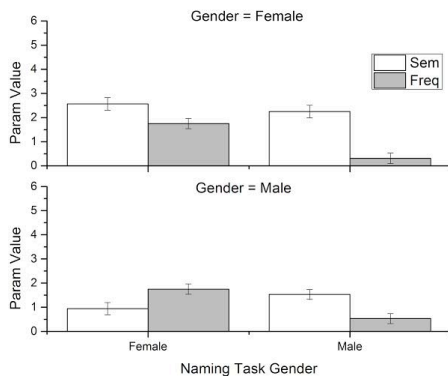 Gender = Female
6
5
4
3
2
1
0
Param Value
Sem
Freq
Gender = Male
6
5
4
3
2
1
0
Param Value
Female
Male
Naming Task Gender